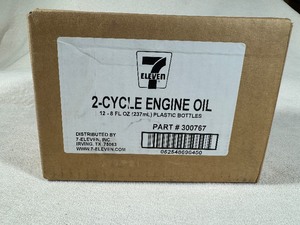 7
ELEVEN
2-CYCLE ENGINE OIL
12 - 8 FL OZ (237mL) PLASTIC BOTTLES
PART # 300767
DISTRIBUTED BY
7-ELEVEN, INC.
IRVING, TX 75063
WWW.7-ELEVEN.COM
052548690400